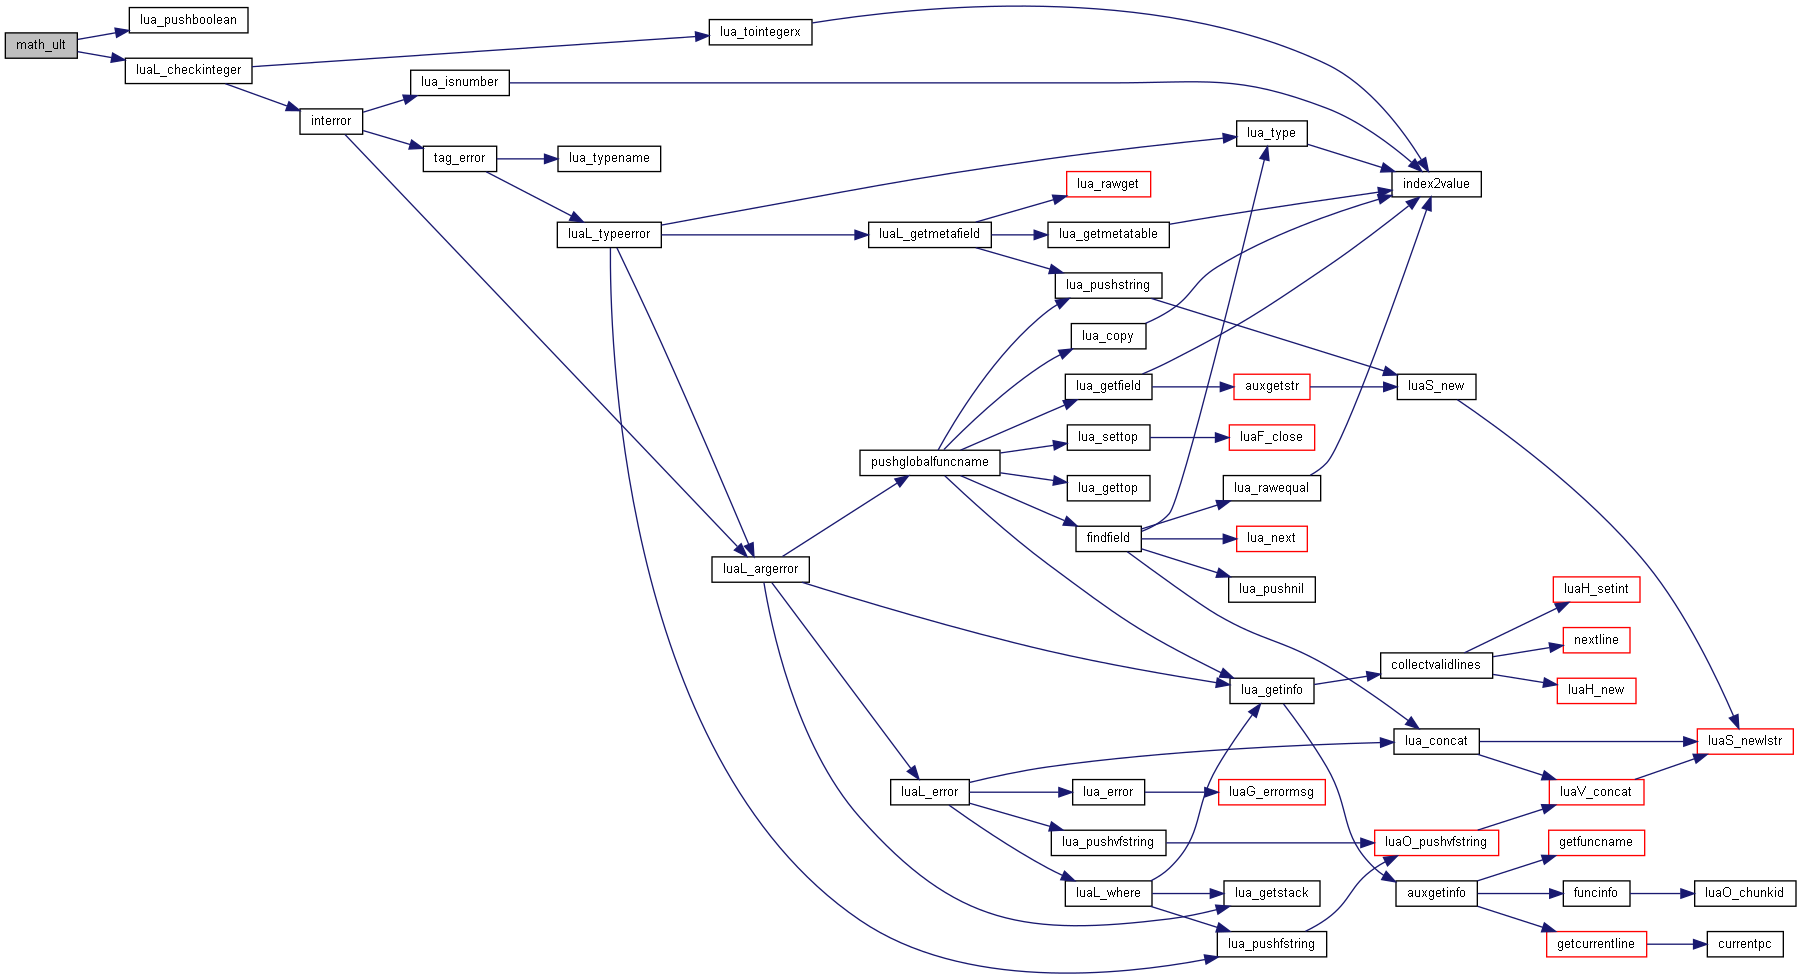 math_ult
lua_pushboolean
luaL_checkinteger
lua_tointegerx
interror
lua_isnumber
tag_error
lua_typename
luaL_typeerror
lua_type
index2value
lua_rawget
luaL_getmetafield
lua_getmetatable
lua_pushstring
lua_copy
lua_getfield
auxgetstr
luaS_new
lua_settop
luaF_close
pushglobalfuncname
lua_gettop
lua_rawequal
findfield
lua_next
lua_pushnil
luaL_argerror
luaH_setint
nextline
collectvalidlines
luaH_new
lua_getinfo
lua_concat
luaS_newlstr
luaL_error
lua_error
luaG_errormsg
luaV_concat
lua_pushvfstring
luaO_pushvfstring
getfuncname
luaL_where
lua_getstack
auxgetinfo
funcinfo
luaO_chunkid
lua_pushfstring
getcurrentline
currentpc